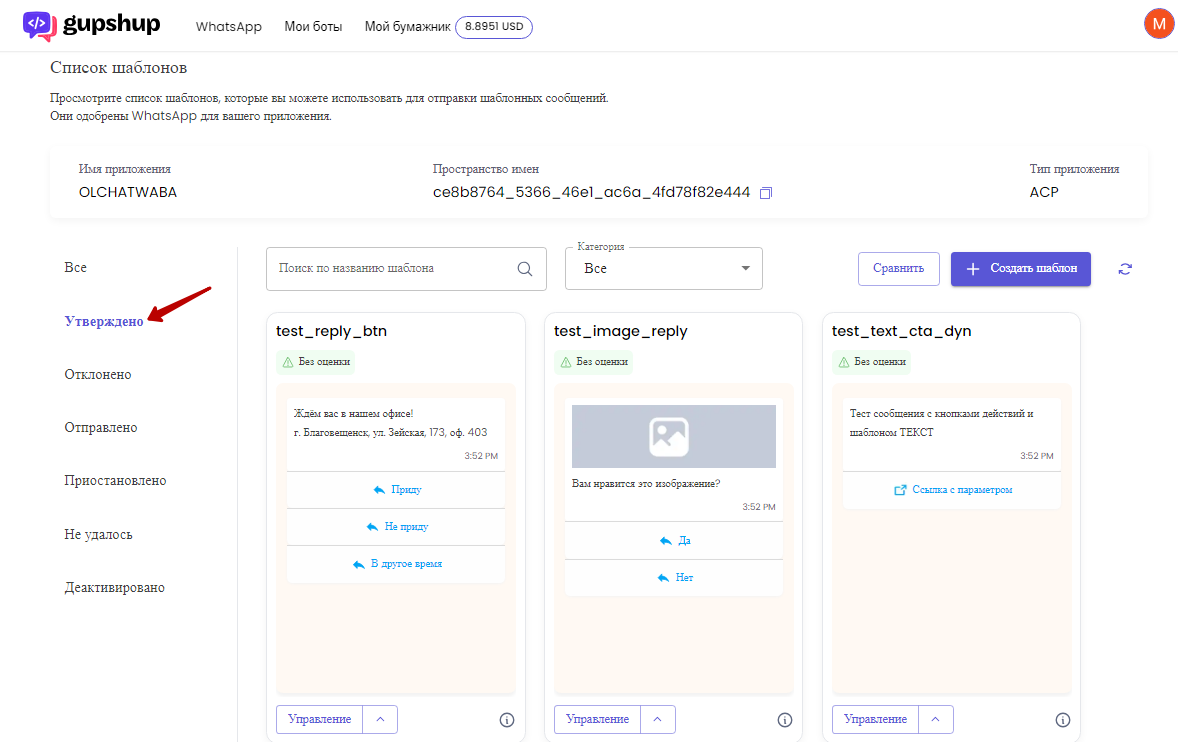 gupshup
WhatsApp Мои боты Мой бумажник 8.8951 USD M
Список шаблонов
Просмотрите список шаблонов, которые вы можете использовать для отправки шаблонных сообщений.
Они одобрены WhatsApp для вашего приложения.
Имя приложения Пространство имен Тип приложения
OLCHATWABA ce8b8764_5366_46e1_ac6a_4fd78f82e444 ACP
Все
Утверждено
Отклонено
Отправлено
Приостановлено
Не удалось
Деактивировано
Поиск по названию шаблона
Категория
Все
Сравнить
Создать шаблон
test_reply_btn
Без оценки
Ждём вас в нашем офисе!
г. Благовещенск, ул. Зейская, 173, оф. 403
3:52 PM
Приду
Не приду
В другое время
Управление
test_image_reply
Без оценки
Вам нравится это изображение?
3:52 PM
Да
Нет
Управление
test_text_cta_dyn
Без оценки
Тест сообщения с кнопками действий и
шаблоном ТЕКСТ
3:52 PM
Ссылка с параметром
Управление